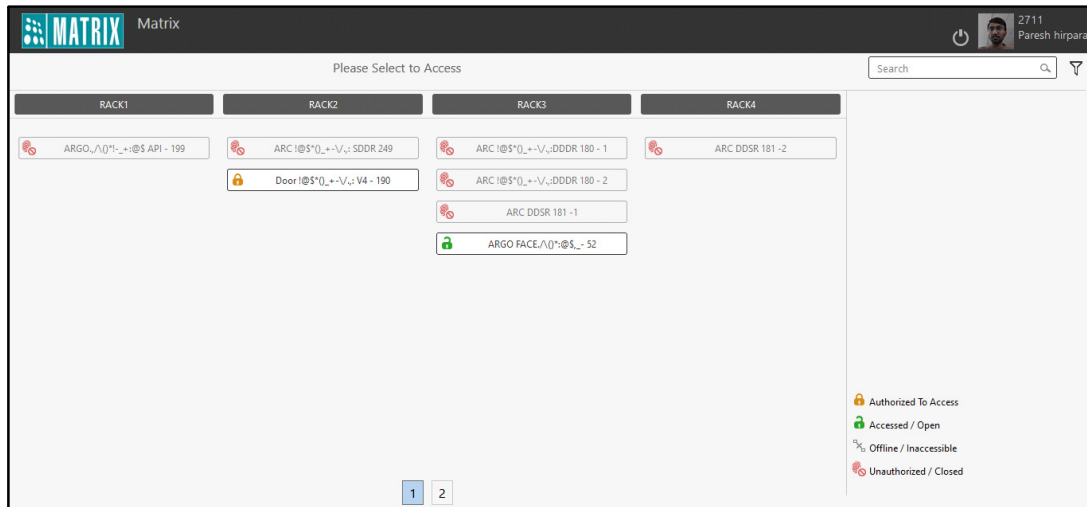 MATRIX
Matrix
2711
Paresh hirpara
Please Select to Access
Search
RACK1
RACK2
RACK3
RACK4
ARGO.,/\()*!-_+:@$ API - 199
ARC !@$*()_+-\/,,: SDDR 249
ARC !@$*()_+-\/.,:DDDR 180 - 1
ARC DDSR 181 -2
Door !@$*()_+-\/.,: V4 - 190
ARC !@$*()_+-\/.,:DDDR 180 - 2
ARC DDSR 181 -1
ARGO FACE./\()*:@$,_- 52
Authorized To Access
Accessed / Open
Offline / Inaccessible
Unauthorized / Closed
1 2